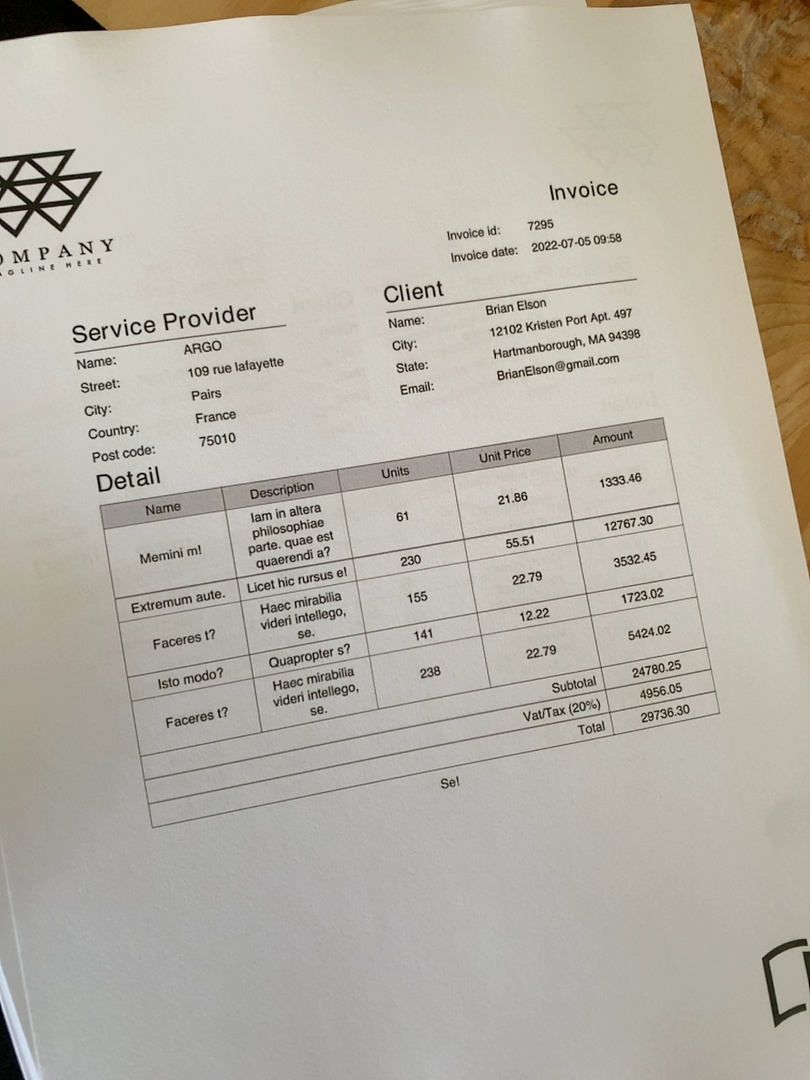 OMPANY
AGLINE HERE
Invoice
Invoice id: 7295
Invoice date: 2022-07-05 09:58
Service Provider
Name: ARGO
Street: 109 rue lafayette
City: Pairs
Country: France
Post code: 75010
Client
Name: Brian Elson
City: 12102 Kristen Port Apt. 497
State: Hartmanborough, MA 94398
Email: BrianElson@gmail.com
Detail
Name Description Units Unit Price Amount
Memini m! Iam in altera philosophiae parte. quae est quaerendi a? 61 21.86 1333.46
Extremum aute. Licet hic rursus e! 230 55.51 12767.30
Faceres t? Haec mirabilia videri intellego, se. 155 22.79 3532.45
Isto modo? Quapropter s? 141 12.22 1723.02
Faceres t? Haec mirabilia videri intellego, se. 238 22.79 5424.02
Subtotal 24780.25
Vat/Tax (20%) 4956.05
Total 29736.30
Se!